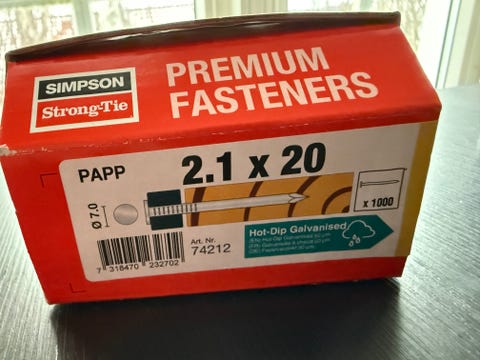 SIMPSON
Strong-Tie
PREMIUM
FASTENERS
PAPP
2.1 x 20
Ø 7.0
x 1000
Art. Nr.
74212
7 318470 232702
Hot-Dip Galvanised